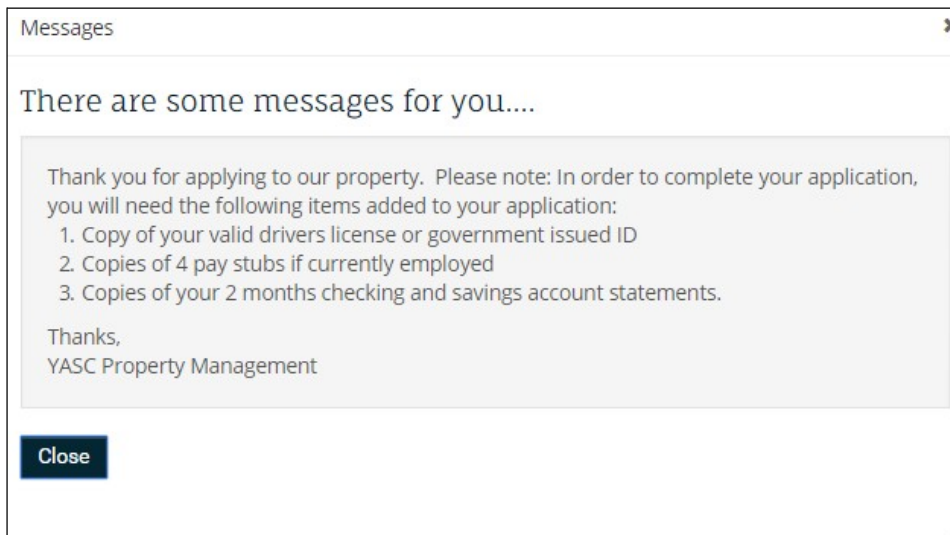 Messages
There are some messages for you....
Thank you for applying to our property.  Please note: In order to complete your application,
you will need the following items added to your application:
1. Copy of your valid drivers license or government issued ID
2. Copies of 4 pay stubs if currently employed
3. Copies of your 2 months checking and savings account statements.
Thanks,
YASC Property Management
Close